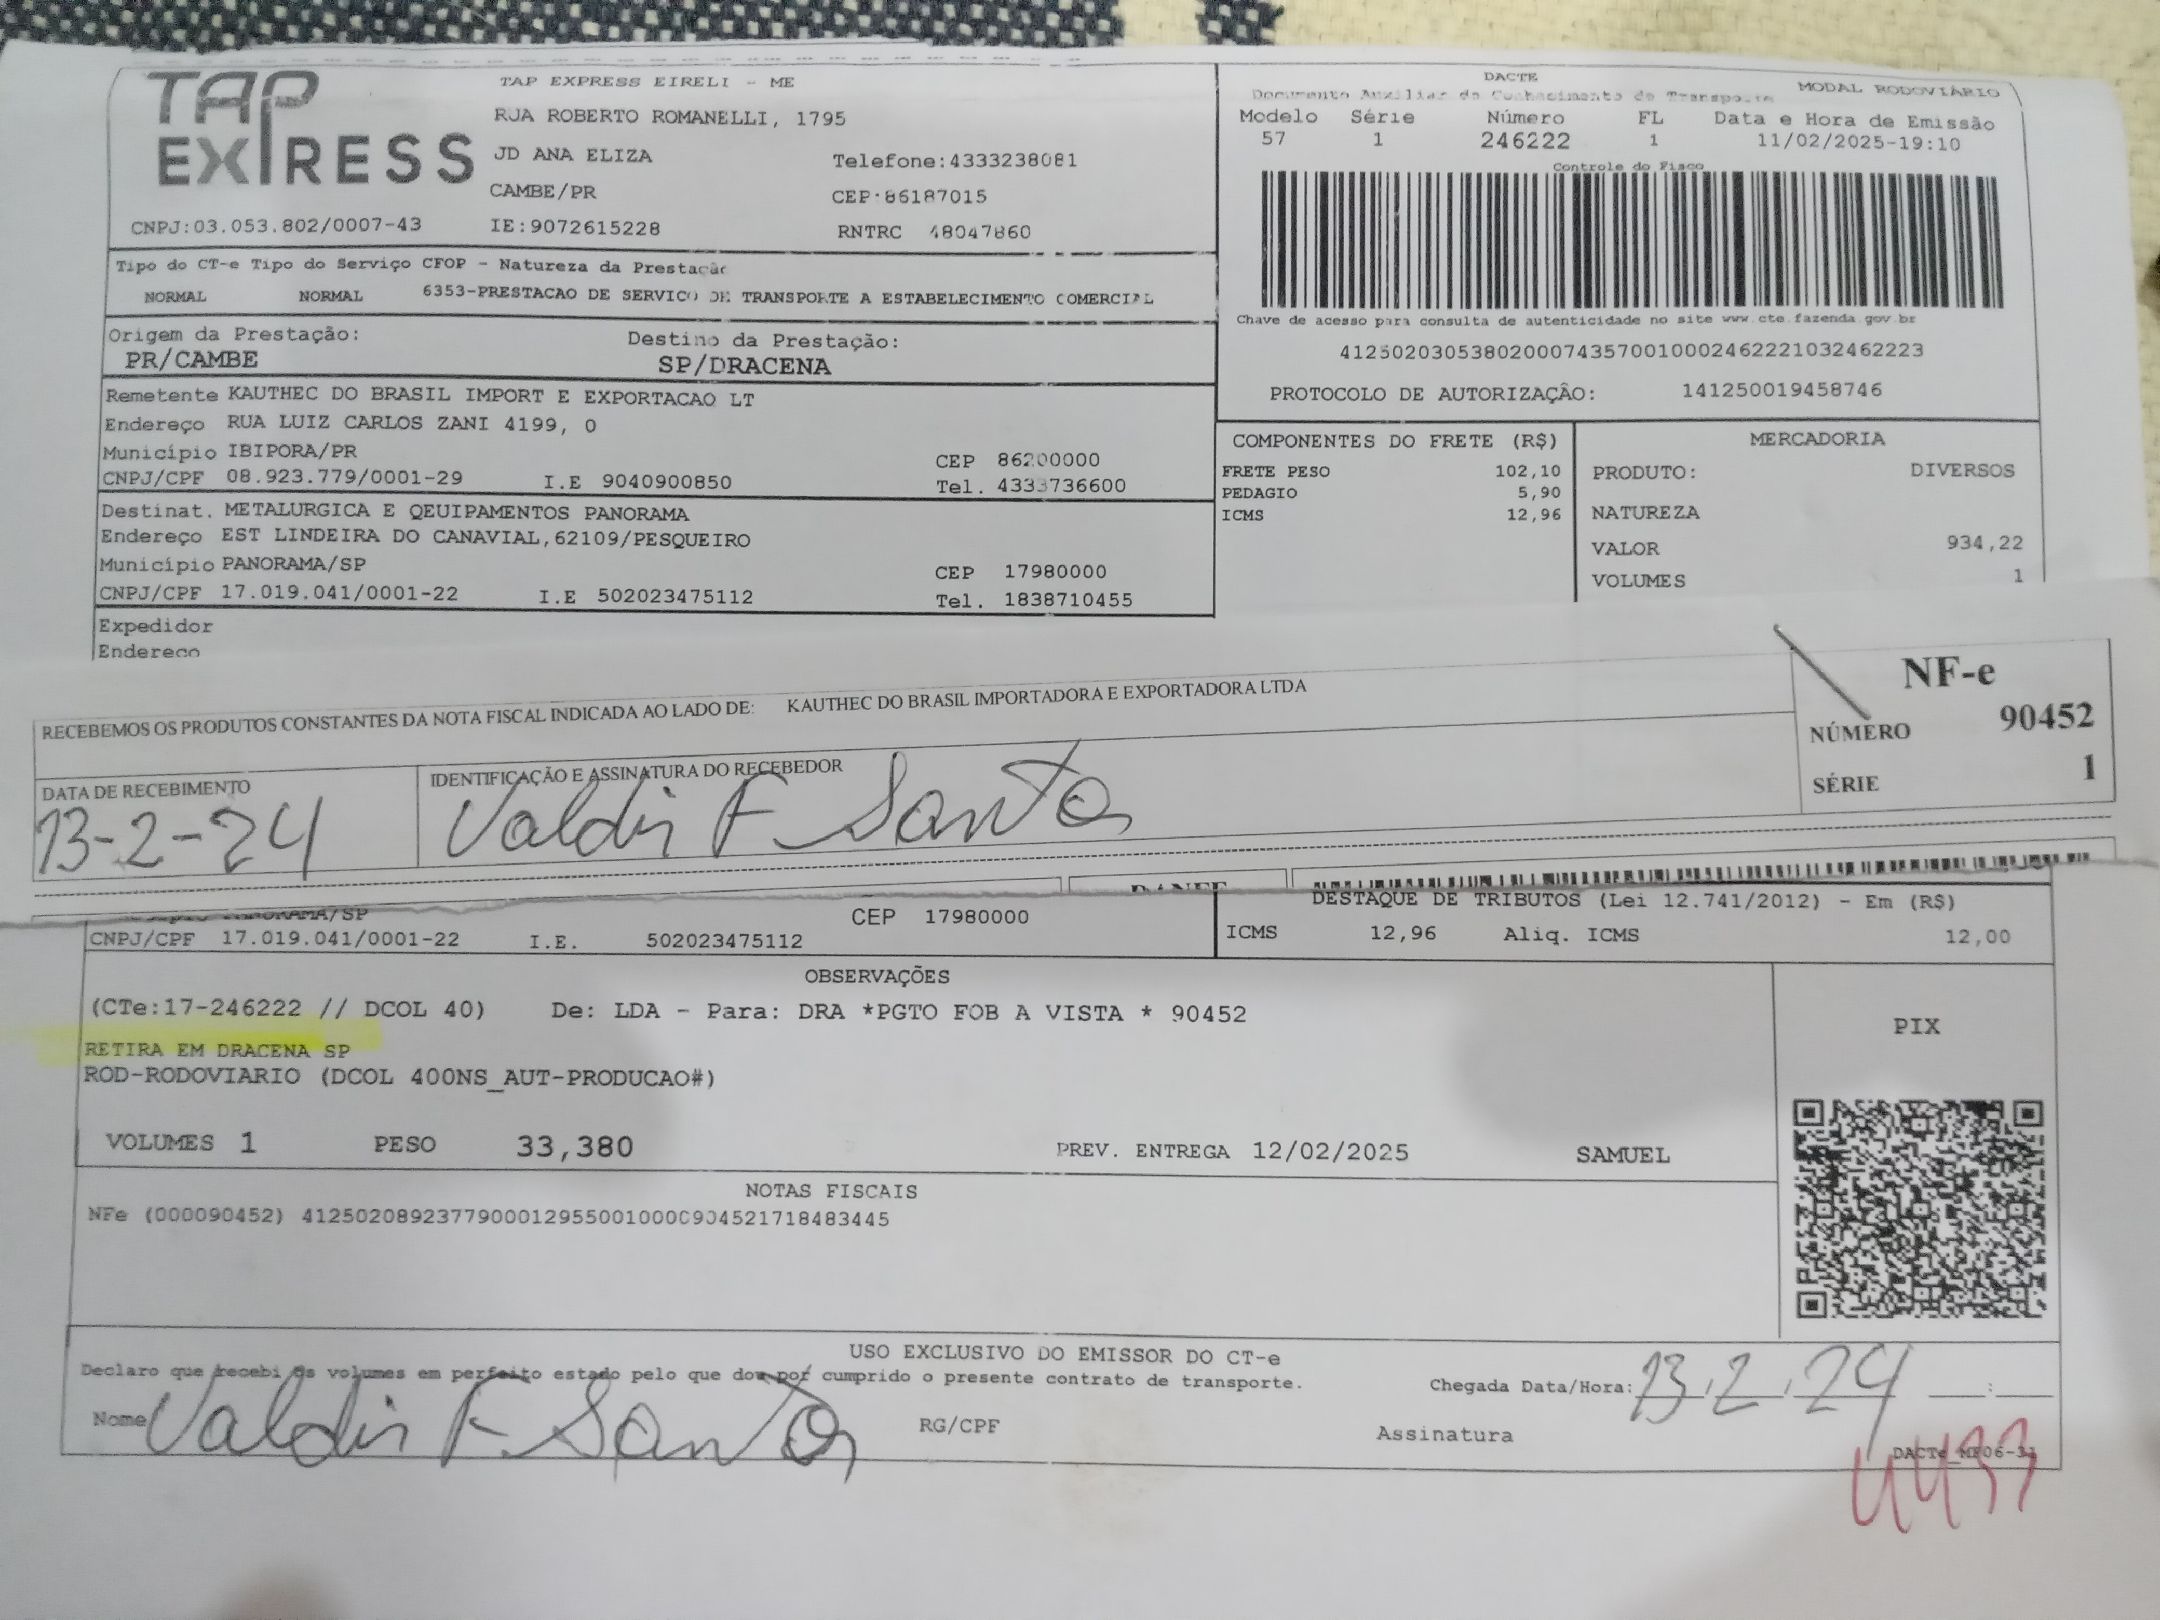 TAP EXPRESS
TAP EXPRESS EIRELI - ME
RUA ROBERTO ROMANELLI, 1795
JD ANA ELIZA
Telefone:4333238081
CAMBE/PR
CEP:86187015
CNPJ:03.053.802/0007-43
IE:9072615228
RNTRC 48047860
DACTE
Documento Auxiliar do Conhecimento de Transporte
MODAL RODOVIÁRIO
Modelo Série Número FL Data e Hora de Emissão
57 1 246222 1 11/02/2025-19:10
Controle do Fisco
Chave de acesso para consulta de autenticidade no site www.cte.fazenda.gov.br
41250203053802000743570010002462221032462223
PROTOCOLO DE AUTORIZAÇÃO: 141250019458746
Tipo do CT-e Tipo do Serviço CFOP - Natureza da Prestação
NORMAL NORMAL 6353-PRESTACAO DE SERVICO DE TRANSPORTE A ESTABELECIMENTO COMERCIAL
Origem da Prestação: Destino da Prestação:
PR/CAMBE SP/DRACENA
Remetente KAUTHEC DO BRASIL IMPORT E EXPORTACAO LT
Endereço RUA LUIZ CARLOS ZANI 4199, 0
Município IBIPORA/PR CEP 86200000
CNPJ/CPF 08.923.779/0001-29 I.E 9040900850 Tel. 4333736600
Destinat. METALURGICA E QEUIPAMENTOS PANORAMA
Endereço EST LINDEIRA DO CANAVIAL,62109/PESQUEIRO
Município PANORAMA/SP CEP 17980000
CNPJ/CPF 17.019.041/0001-22 I.E 502023475112 Tel. 1838710455
Expedidor
Endereço
COMPONENTES DO FRETE (R$)
FRETE PESO 102,10
PEDAGIO 5,90
ICMS 12,96
MERCADORIA
PRODUTO: DIVERSOS
NATUREZA
VALOR 934,22
VOLUMES 1
RECEBEMOS OS PRODUTOS CONSTANTES DA NOTA FISCAL INDICADA AO LADO DE: KAUTHEC DO BRASIL IMPORTADORA E EXPORTADORA LTDA
DATA DE RECEBIMENTO
13-2-24
IDENTIFICAÇÃO E ASSINATURA DO RECEBEDOR
Valdir F Santos
NF-e
NÚMERO 90452
SÉRIE 1
DANFE
PANORAMA/SP CEP 17980000
CNPJ/CPF 17.019.041/0001-22 I.E. 502023475112
DESTAQUE DE TRIBUTOS (Lei 12.741/2012) - Em (R$)
ICMS 12,96 Aliq. ICMS 12,00
OBSERVAÇÕES
(CTe:17-246222 // DCOL 40) De: LDA - Para: DRA *PGTO FOB A VISTA * 90452
RETIRA EM DRACENA SP
ROD-RODOVIARIO (DCOL 400NS_AUT-PRODUCAO#)
VOLUMES 1 PESO 33,380 PREV. ENTREGA 12/02/2025 SAMUEL
PIX
NOTAS FISCAIS
NFe (000090452) 41250208923779000129550010000904521718483445
USO EXCLUSIVO DO EMISSOR DO CT-e
Declaro que recebi os volumes em perfeito estado pelo que dou por cumprido o presente contrato de transporte.
Chegada Data/Hora: 13.2.24 :
Nome Valdir F Santos RG/CPF Assinatura